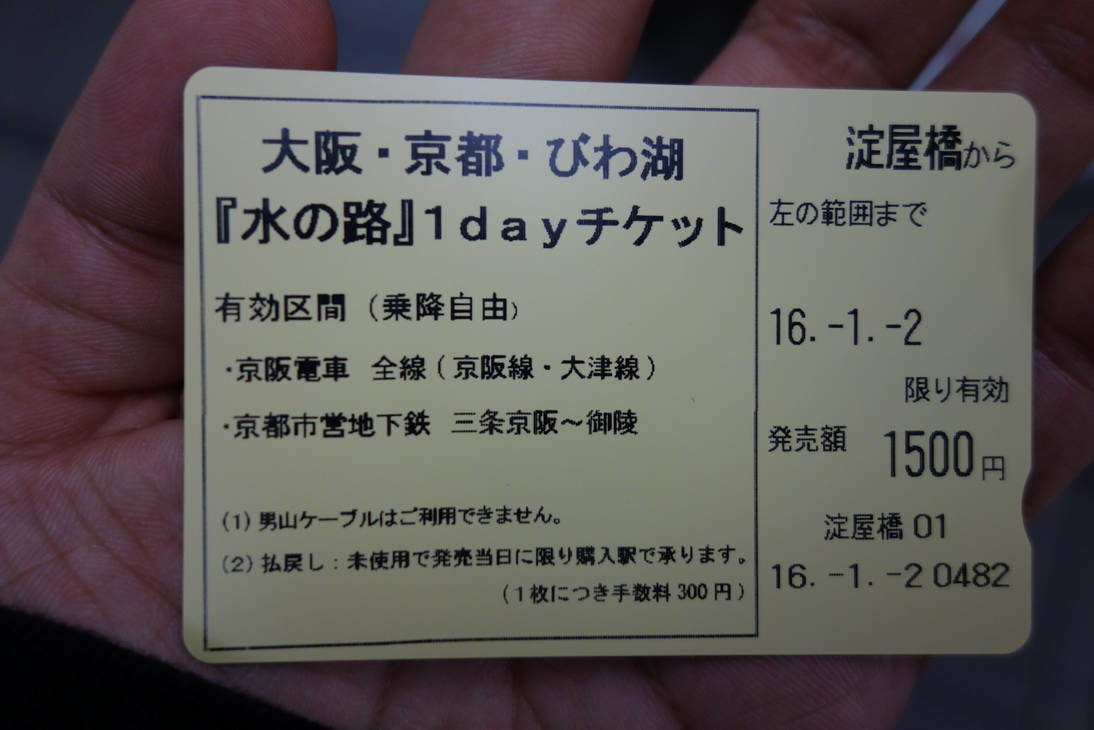 大阪・京都・びわ湖
『水の路』1dayチケット
有効区間（乗降自由）
・京阪電車　全線（京阪線・大津線）
・京都市営地下鉄　三条京阪～御陵
(1) 男山ケーブルはご利用できません。
(2) 払戻し：未使用で発売当日に限り購入駅で承ります。
（1枚につき手数料 300 円）
淀屋橋から
左の範囲まで
16. -1. -2
限り有効
発売額　1500円
淀屋橋 01
16. -1. -2 0482